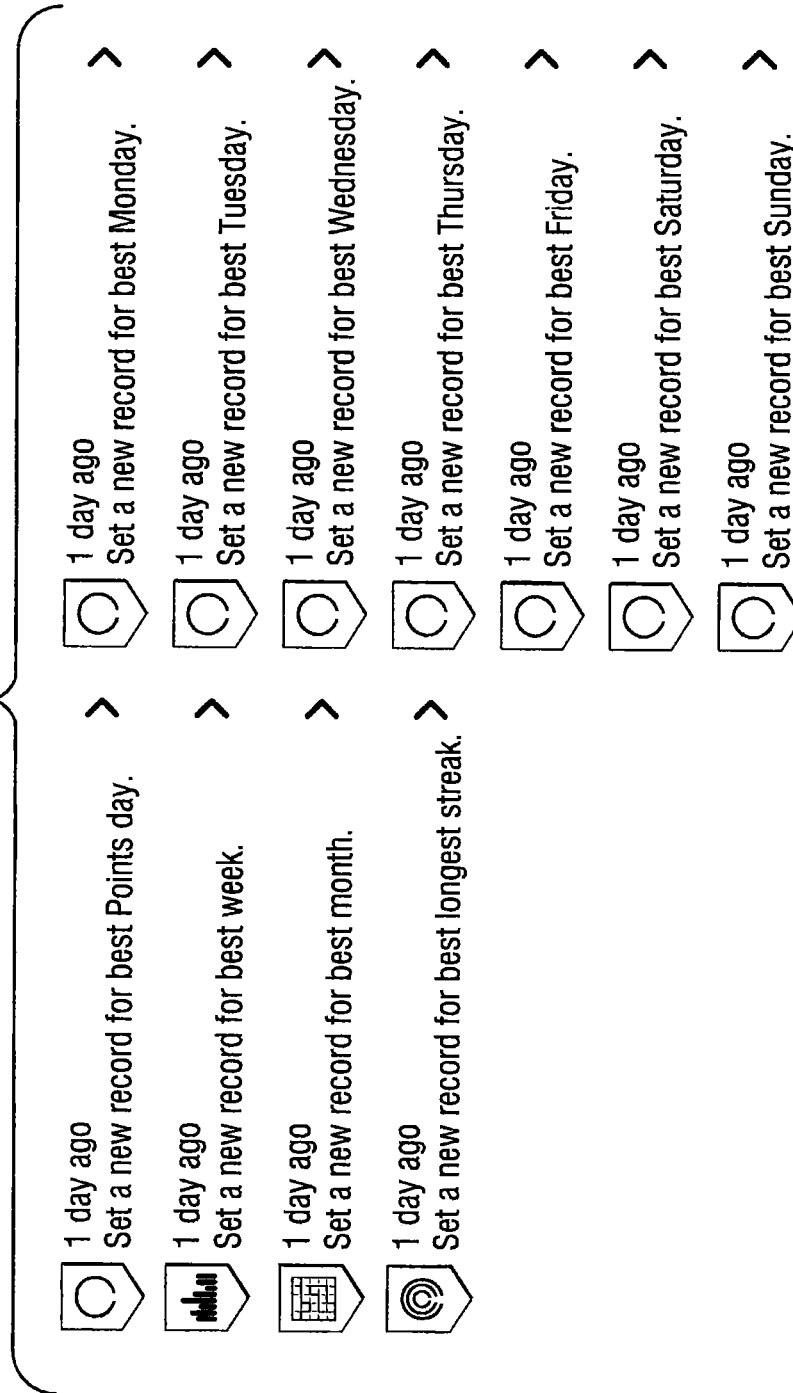 1 day ago
Set a new record for best Points day.
1 day ago
Set a new record for best week.
1 day ago
Set a new record for best month.
1 day ago
Set a new record for best longest streak.
1 day ago
Set a new record for best Monday.
1 day ago
Set a new record for best Tuesday.
1 day ago
Set a new record for best Wednesday.
1 day ago
Set a new record for best Thursday.
1 day ago
Set a new record for best Friday.
1 day ago
Set a new record for best Saturday.
1 day ago
Set a new record for best Sunday.